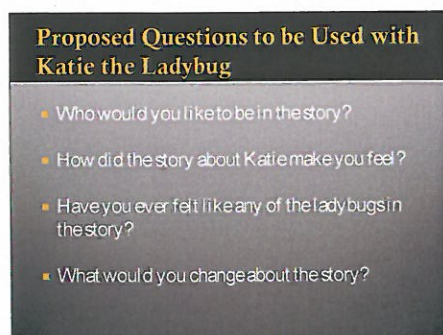 Proposed Questions to be Used with
Katie the Ladybug
Who would you like to be in the story?
How did the story about Katie make you feel?
Have you ever felt like any of the ladybugs in
the story?
What would you change about the story?